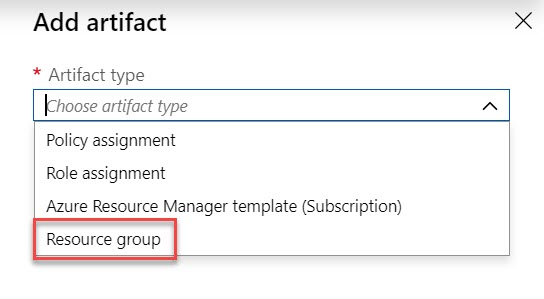 Add artifact
* Artifact type
Choose artifact type
Policy assignment
Role assignment
Azure Resource Manager template (Subscription)
Resource group